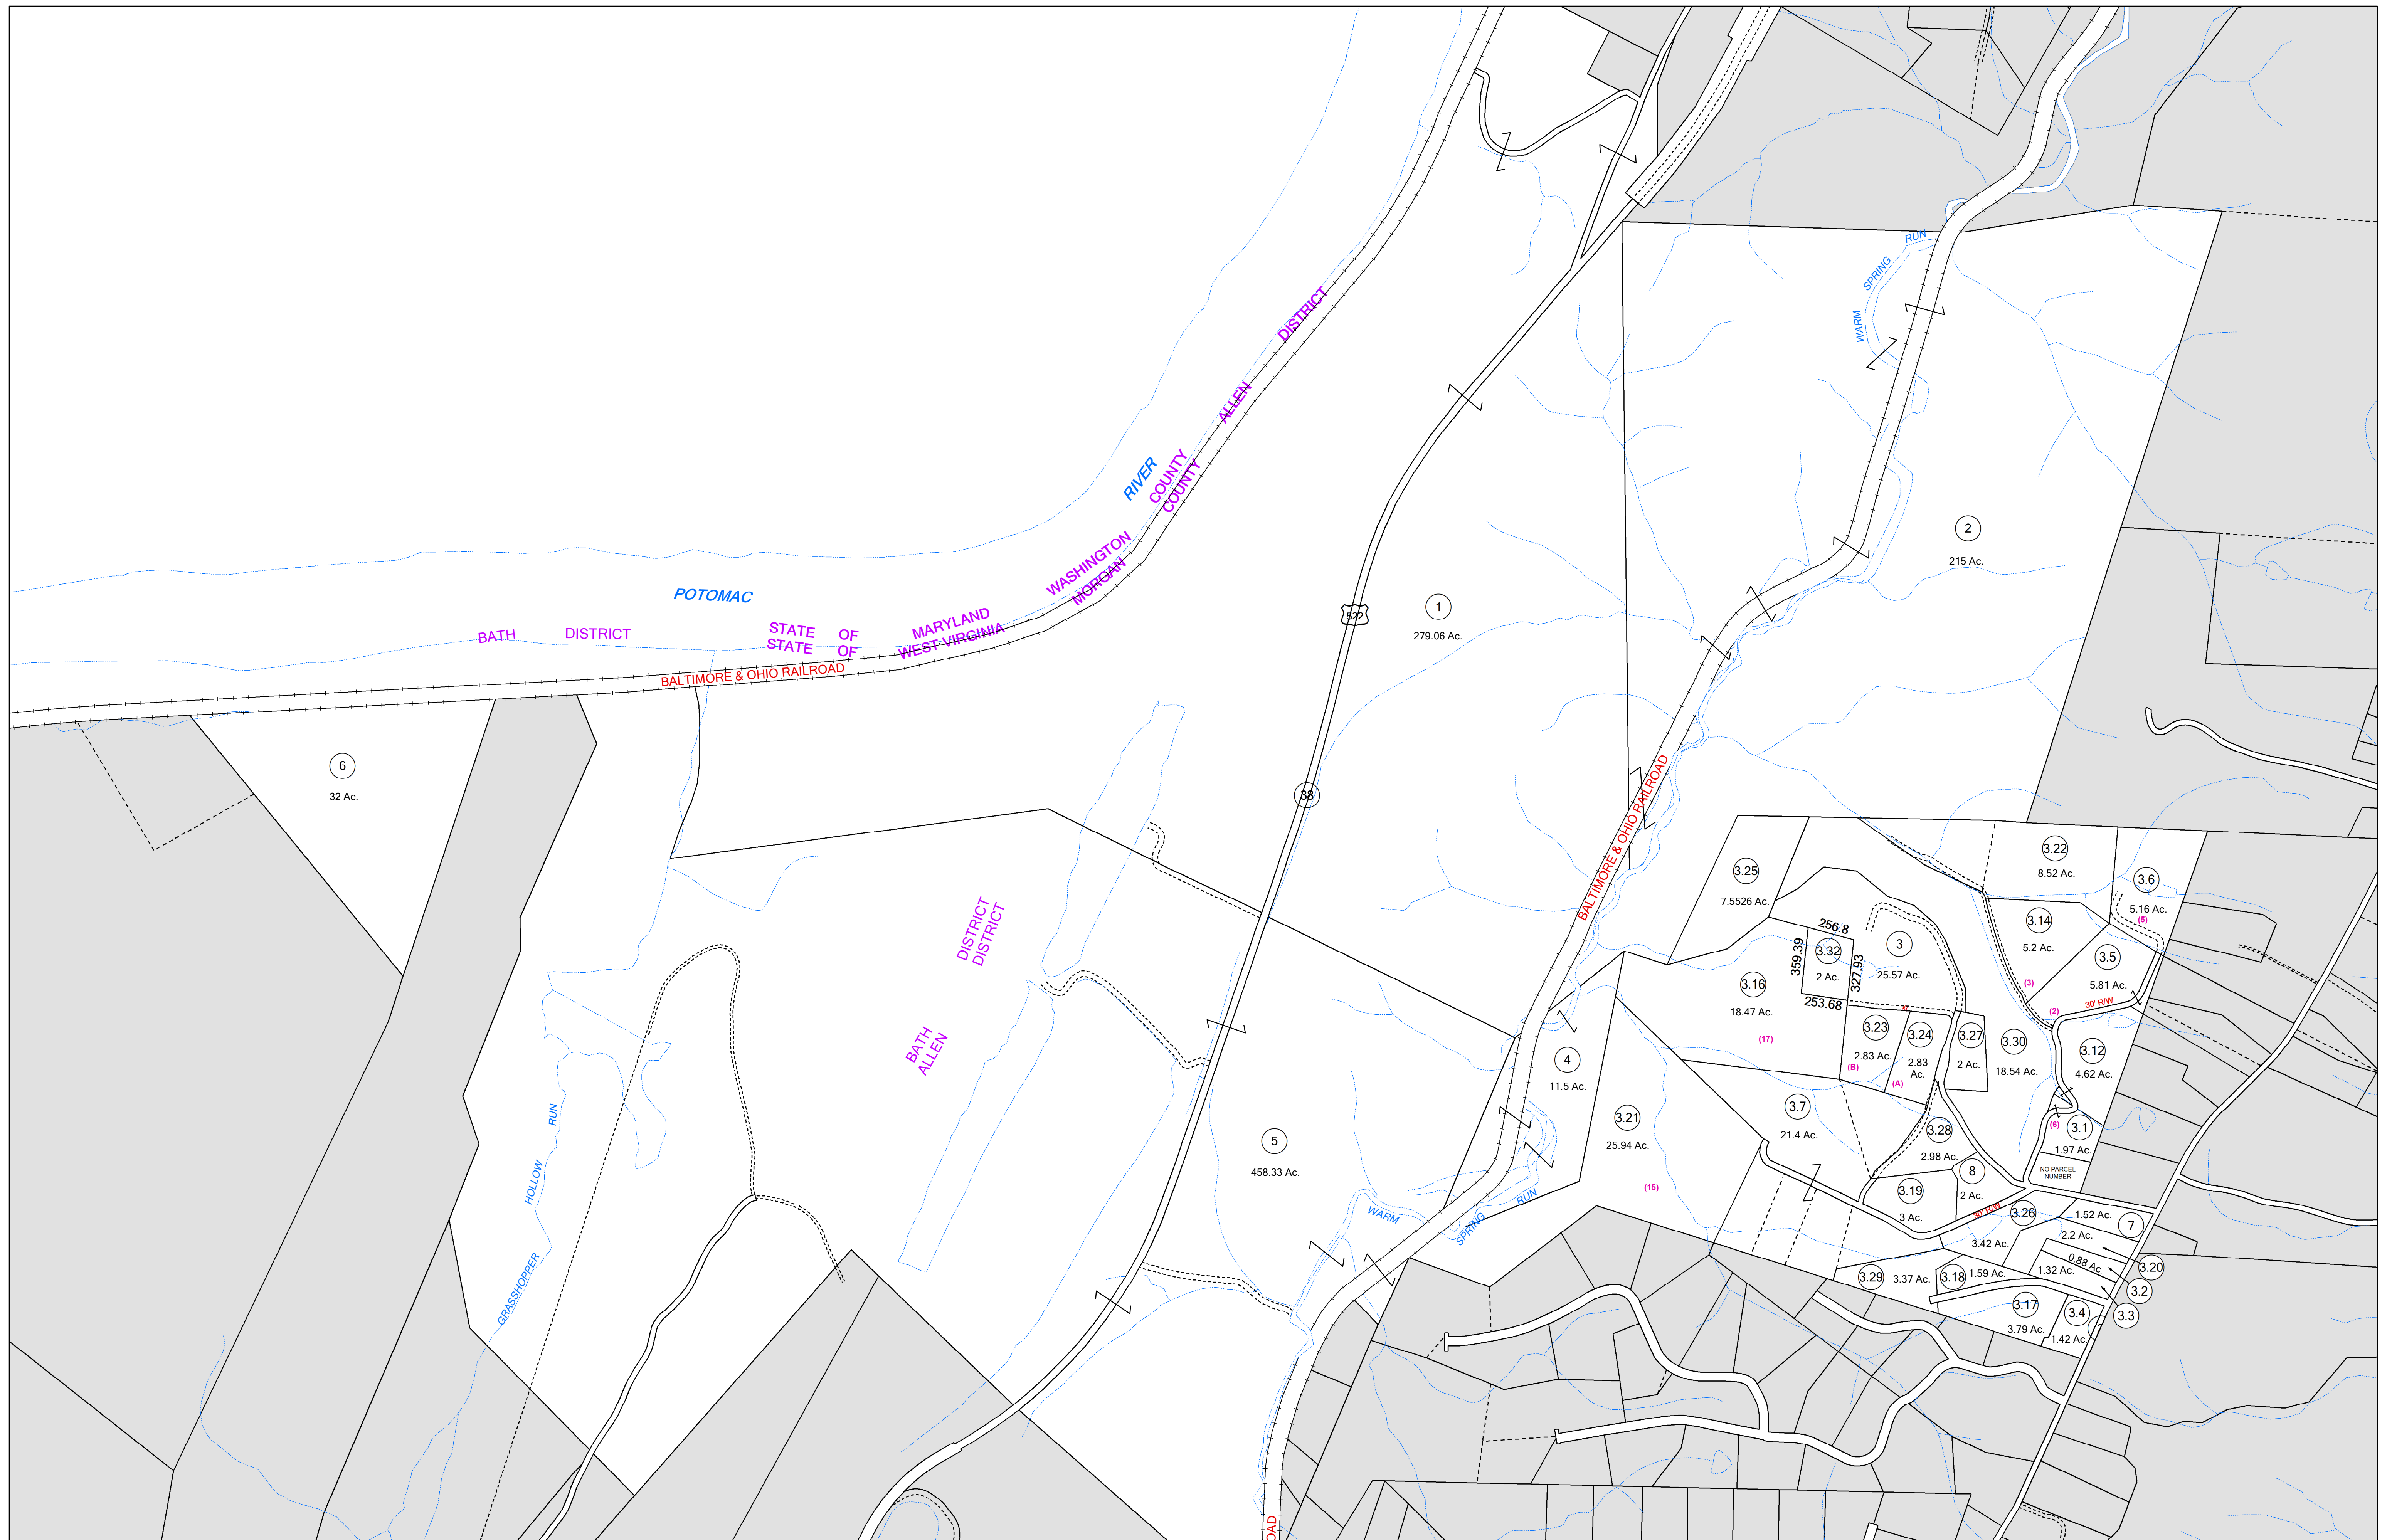 RUN
SPRING
WARM
DISTRICT
ALLEN
RIVER
COUNTY
COUNTY
WASHINGTON
MORGAN
POTOMAC
BATH DISTRICT
STATE OF MARYLAND
STATE OF WEST VIRGINIA
BALTIMORE & OHIO RAILROAD
522
1
279.06 Ac.
2
215 Ac.
6
32 Ac.
38
BALTIMORE & OHIO RAILROAD
DISTRICT
DISTRICT
BATH
ALLEN
GRASSHOPPER HOLLOW RUN
5
458.33 Ac.
4
11.5 Ac.
WARM SPRING RUN
3.25
7.5526 Ac.
3.22
8.52 Ac.
3.6
5.16 Ac.
(5)
3.14
5.2 Ac.
(3)
3.5
5.81 Ac.
30' R/W
(2)
256.8
359.39
3.32
2 Ac.
327.93
253.68
3
25.57 Ac.
3.16
18.47 Ac.
(17)
3.23
2.83 Ac.
(B)
3.24
2.83
Ac.
(A)
3.27
2 Ac.
3.30
18.54 Ac.
3.12
4.62 Ac.
3.21
25.94 Ac.
(15)
3.7
21.4 Ac.
3.28
2.98 Ac.
(6)
3.1
1.97 Ac.
NO PARCEL
NUMBER
8
2 Ac.
3.19
3 Ac.
30' R/W
3.26
3.42 Ac.
1.52 Ac.
7
2.2 Ac.
3.20
0.88 Ac.
3.2
1.32 Ac.
3.3
3.29
3.37 Ac.
3.18
1.59 Ac.
3.17
3.79 Ac.
3.4
1.42 Ac.
OAD